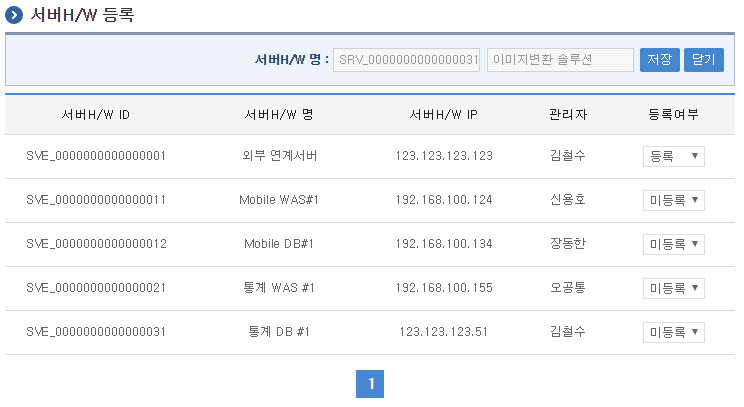 서버H/W 등록
서버H/W 명 : SRV_0000000000000031 이미지변환 솔루션 저장 닫기
서버H/W ID 서버H/W 명 서버H/W IP 관리자 등록여부
SVE_0000000000000001 외부 연계서버 123.123.123.123 김철수 등록
SVE_0000000000000011 Mobile WAS#1 192.168.100.124 신용호 미등록
SVE_0000000000000012 Mobile DB#1 192.168.100.134 장동한 미등록
SVE_0000000000000021 통계 WAS #1 192.168.100.155 오공통 미등록
SVE_0000000000000031 통계 DB #1 123.123.123.51 김철수 미등록
1